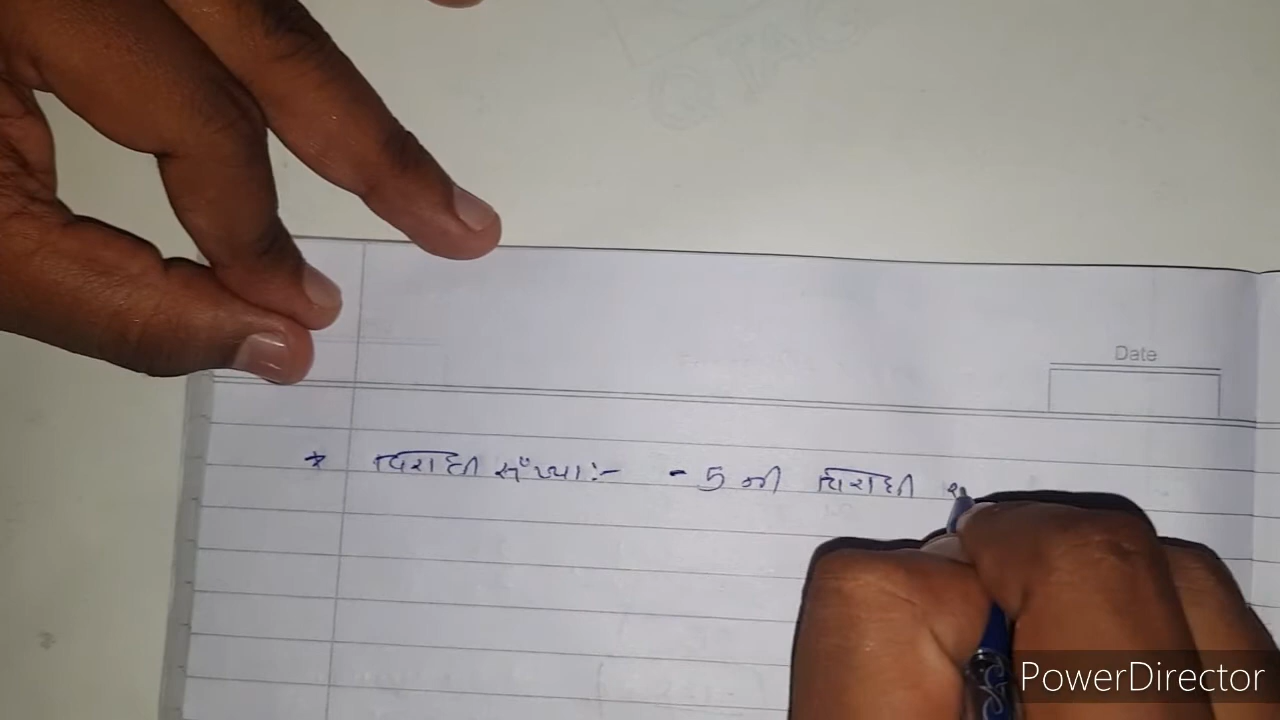 Date
* વિરોધી સંખ્યા :- -5 ની વિરોધી
PowerDirector